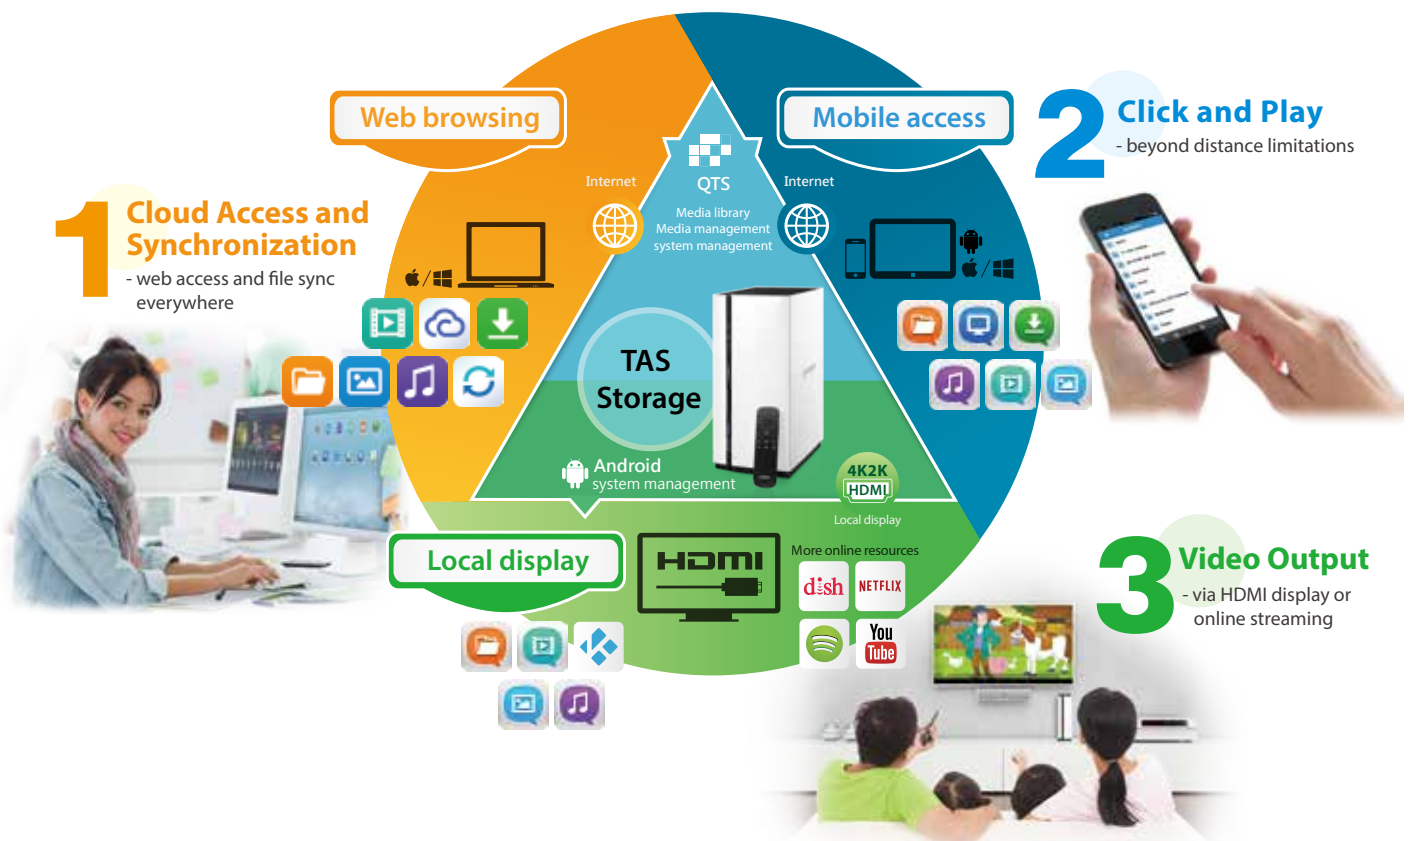 Web browsing
Mobile access
2
Click and Play
- beyond distance limitations
1
Cloud Access and
Synchronization
- web access and file sync
everywhere
Internet
QTS
Internet
Media library
Media management
system management
TAS
Storage
Android
system management
4K2K
HDMI
Local display
Local display
HDMI
More online resources
dish
NETFLIX
You
Tube
3
Video Output
- via HDMI display or
online streaming